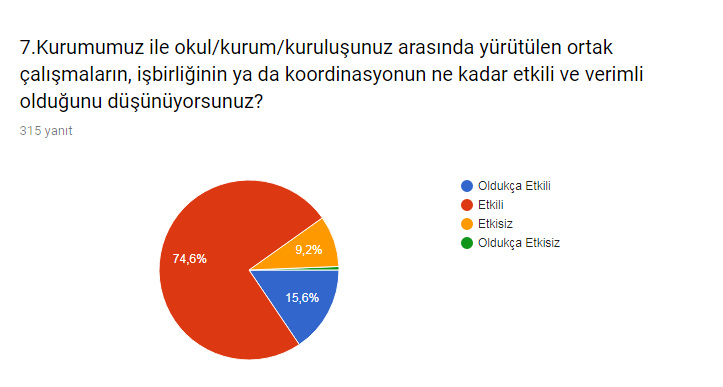 7.Kurumumuz ile okul/kurum/kuruluşunuz arasında yürütülen ortak
çalışmaların, işbirliğinin ya da koordinasyonun ne kadar etkili ve verimli
olduğunu düşünüyorsunuz?
315 yanıt
Oldukça Etkili
Etkili
Etkisiz
Oldukça Etkisiz
9,2%
74,6%
15,6%